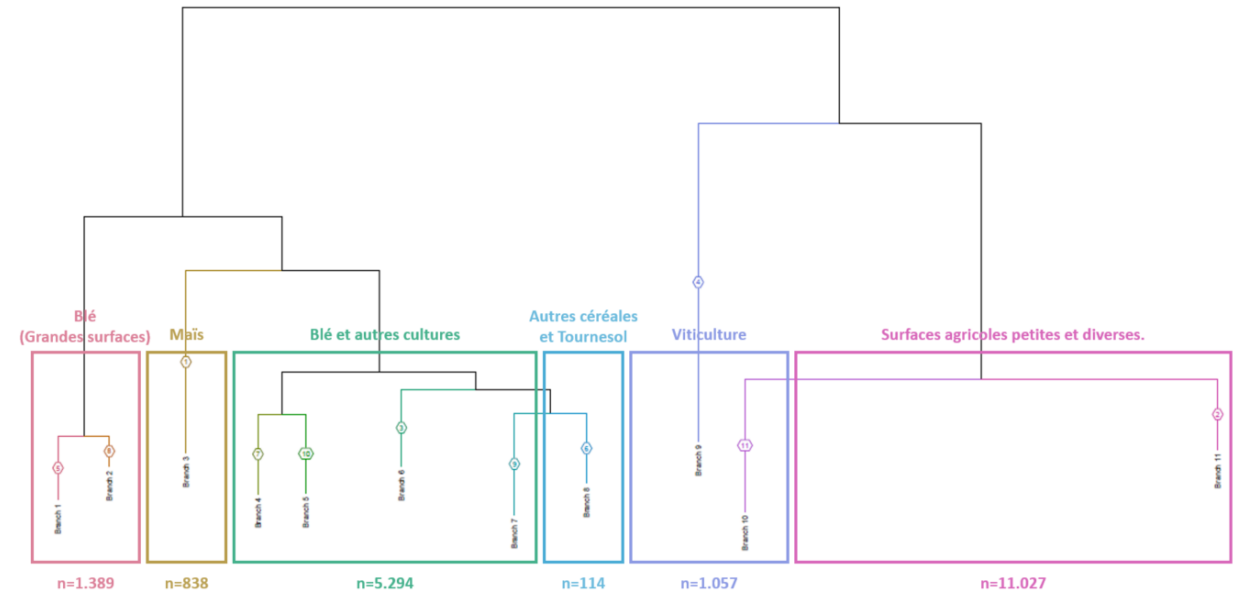 Blé
(Grandes surfaces)
Maïs
Blé et autres cultures
Autres céréales
et Tournesol
Viticulture
Surfaces agricoles petites et diverses.
5
8
1
7
10
3
9
6
4
11
2
Branch 1
Branch 2
Branch 3
Branch 4
Branch 5
Branch 6
Branch 7
Branch 8
Branch 9
Branch 10
Branch 11
n=1.389
n=838
n=5.294
n=114
n=1.057
n=11.027